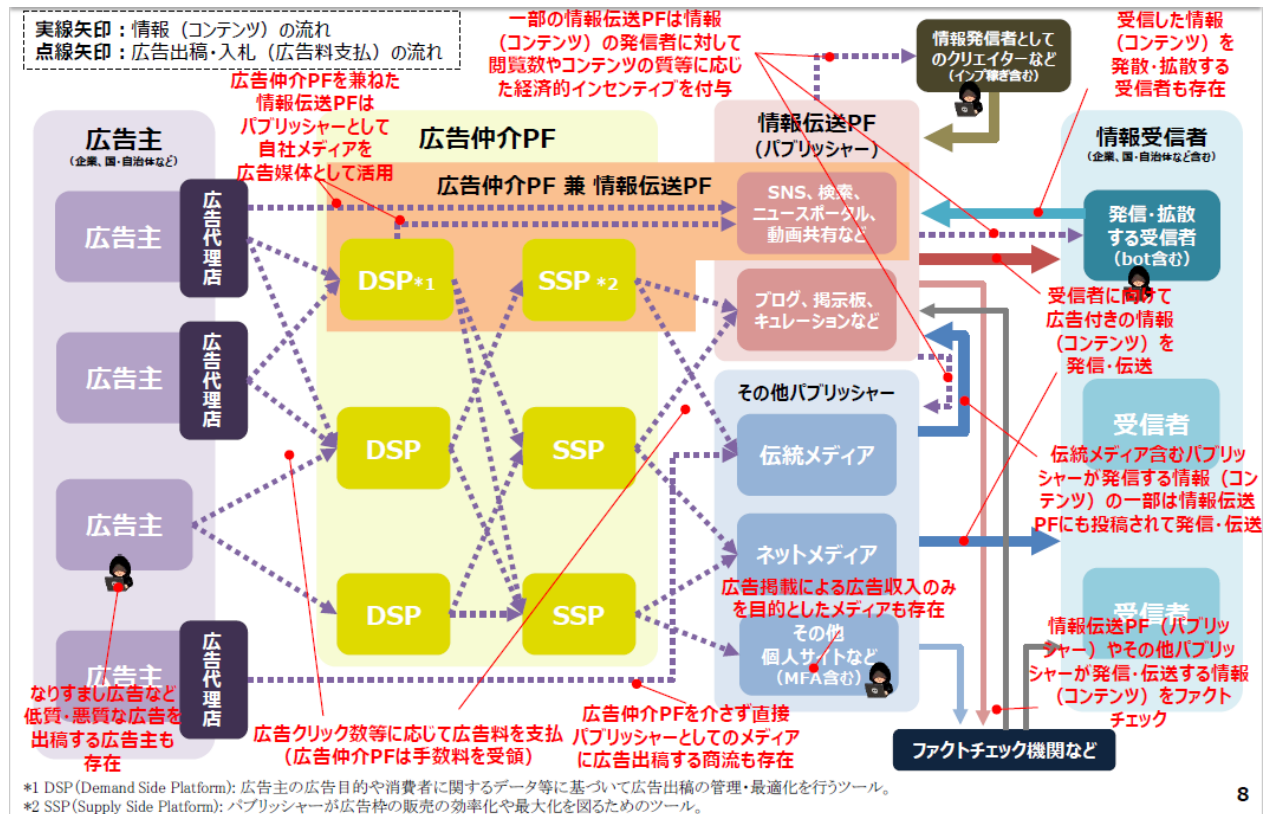 実線矢印：情報（コンテンツ）の流れ
点線矢印：広告出稿・入札（広告料支払）の流れ
広告仲介PFを兼ねた
情報伝送PFは
パブリッシャーとして
自社メディアを
広告媒体として活用
一部の情報伝送PFは情報
（コンテンツ）の発信者に対して
閲覧数やコンテンツの質等に応じ
た経済的インセンティブを付与
情報発信者として
のクリエイターなど
（インプ稼ぎ含む）
受信した情報
（コンテンツ）を
発散・拡散する
受信者も存在
広告主
（企業、国・自治体など）
広告主
広告代理店
広告主
広告代理店
広告主
広告主
広告代理店
なりすまし広告など
低質・悪質な広告を
出稿する広告主も
存在
広告仲介PF
広告仲介PF 兼 情報伝送PF
DSP*1
SSP *2
DSP
SSP
DSP
SSP
広告クリック数等に応じて広告料を支払
（広告仲介PFは手数料を受領）
情報伝送PF
（パブリッシャー）
SNS、検索、
ニュースポータル、
動画共有など
ブログ、掲示板、
キュレーションなど
その他パブリッシャー
伝統メディア
ネットメディア
広告掲載による広告収入のみ
を目的としたメディアも存在
その他
個人サイトなど
（MFA含む）
広告仲介PFを介さず直接
パブリッシャーとしてのメディア
に広告出稿する商流も存在
情報受信者
（企業、国・自治体など含む）
発信・拡散
する受信者
（bot含む）
受信者に向けて
広告付きの情報
（コンテンツ）を
発信・伝送
受信者
伝統メディア含むパブリッ
シャーが発信する情報（コン
テンツ）の一部は情報伝送
PFにも投稿されて発信・伝送
受信者
情報伝送PF（パブリッ
シャー）やその他パブリッ
シャーが発信・伝送する情報
（コンテンツ）をファクト
チェック
ファクトチェック機関など
*1 DSP(Demand Side Platform): 広告主の広告目的や消費者に関するデータ等に基づいて広告出稿の管理・最適化を行うツール。
*2 SSP(Supply Side Platform): パブリッシャーが広告枠の販売の効率化や最大化を図るためのツール。
8